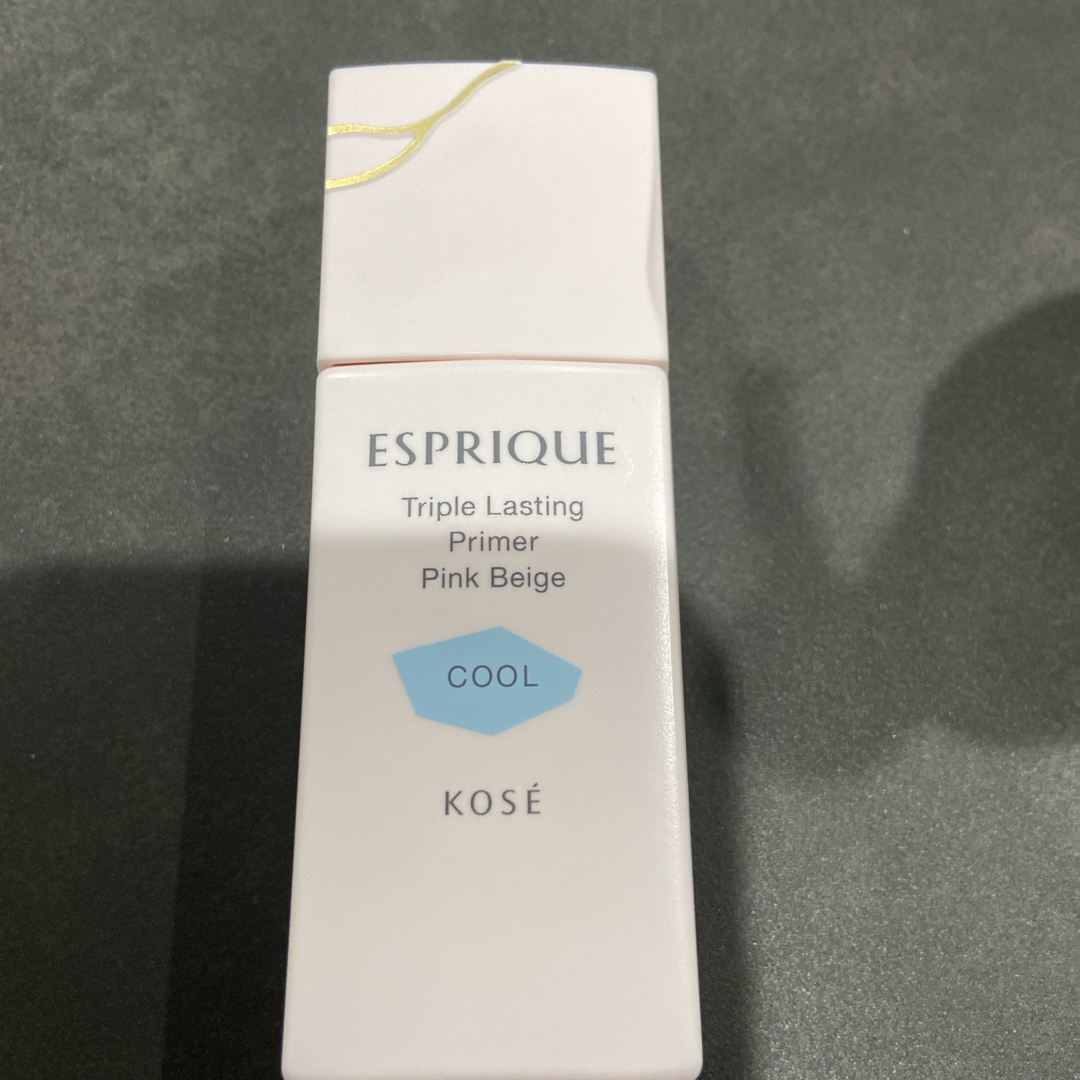 ESPRIQUE
Triple Lasting
Primer
Pink Beige
COOL
KOSÉ